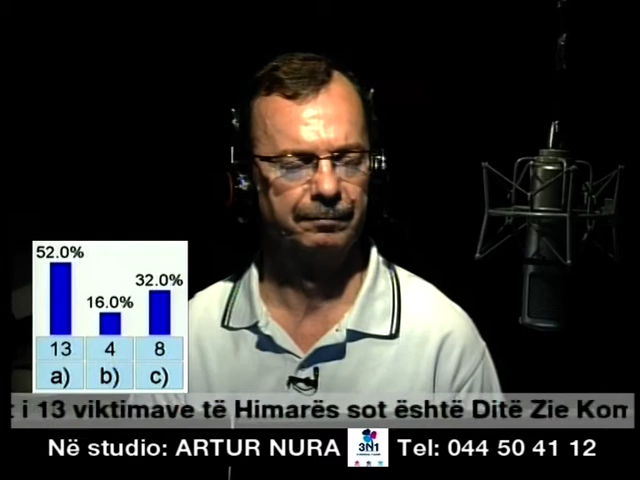 52.0%
32.0%
16.0%
13 4 8
a) b) c)
i 13 viktimave të Himarës sot është Ditë Zie Kom
Në studio: ARTUR NURA 3N1 Tel: 044 50 41 12